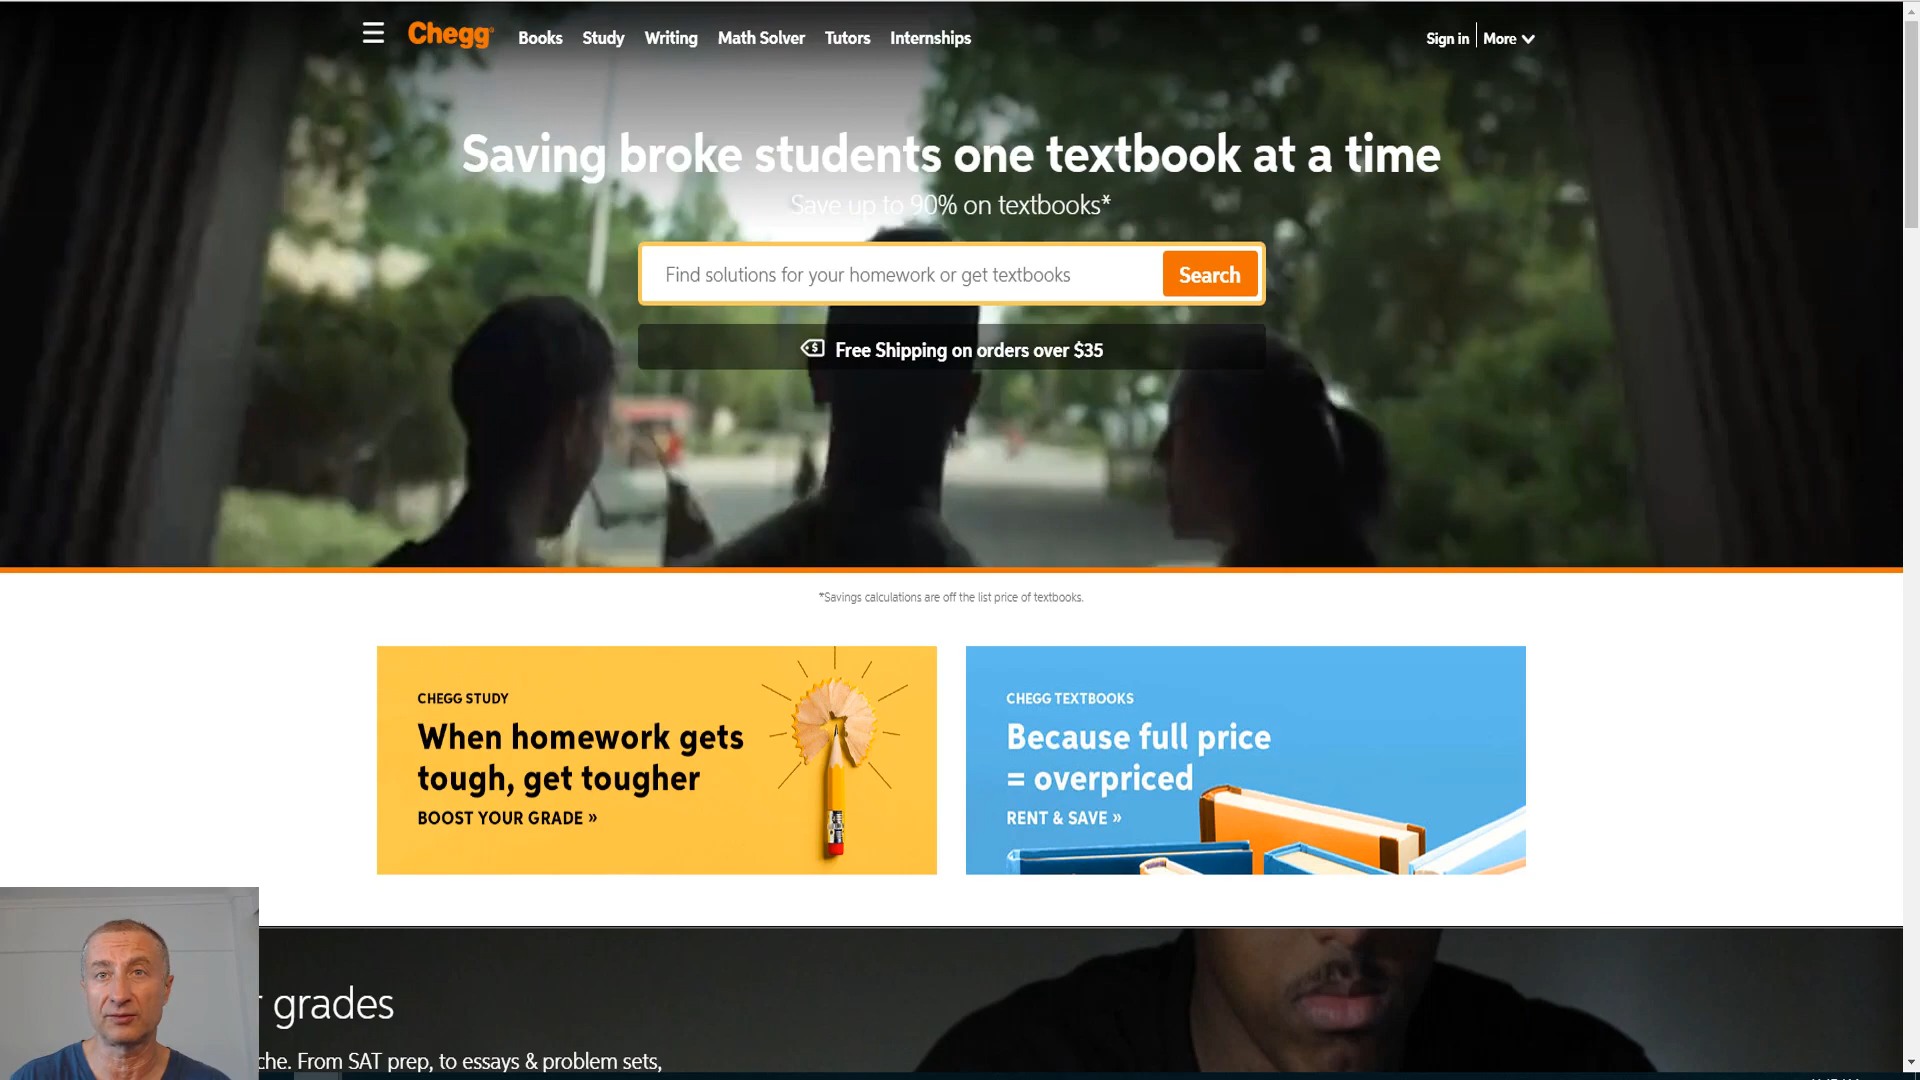 Chegg
Books Study Writing Math Solver Tutors Internships
Sign in More
Saving broke students one textbook at a time
Save up to 90% on textbooks*
Find solutions for your homework or get textbooks
Search
Free Shipping on orders over $35
*Savings calculations are off the list price of textbooks.
CHEGG STUDY
When homework gets
tough, get tougher
BOOST YOUR GRADE »
CHEGG TEXTBOOKS
Because full price
= overpriced
RENT & SAVE »
grades
From SAT prep, to essays & problem sets,